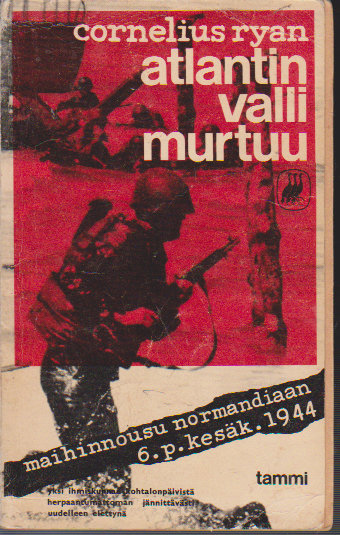 cornelius ryan
atlantin
valli
murtuu
maihinnousu normandiaan
6.p.kesäk.1944
yksi ihmiskunnan kohtalonpäivistä
herpaantumattoman jännittävästi
uudelleen elettynä
tammi